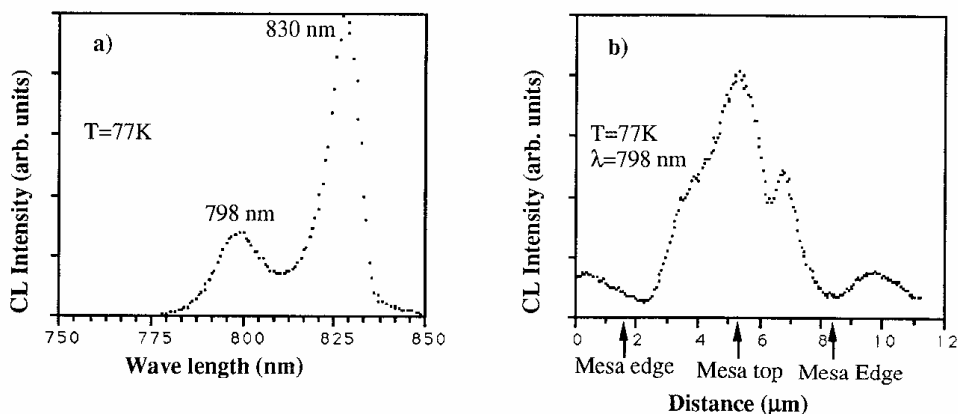 a)
830 nm
T=77K
798 nm
CL Intensity (arb. units)
750 775 800 825 850
Wave length (nm)
b)
T=77K
λ=798 nm
CL Intensity (arb. units)
0 2 4 6 8 10 12
Mesa edge Mesa top Mesa Edge
Distance (μm)